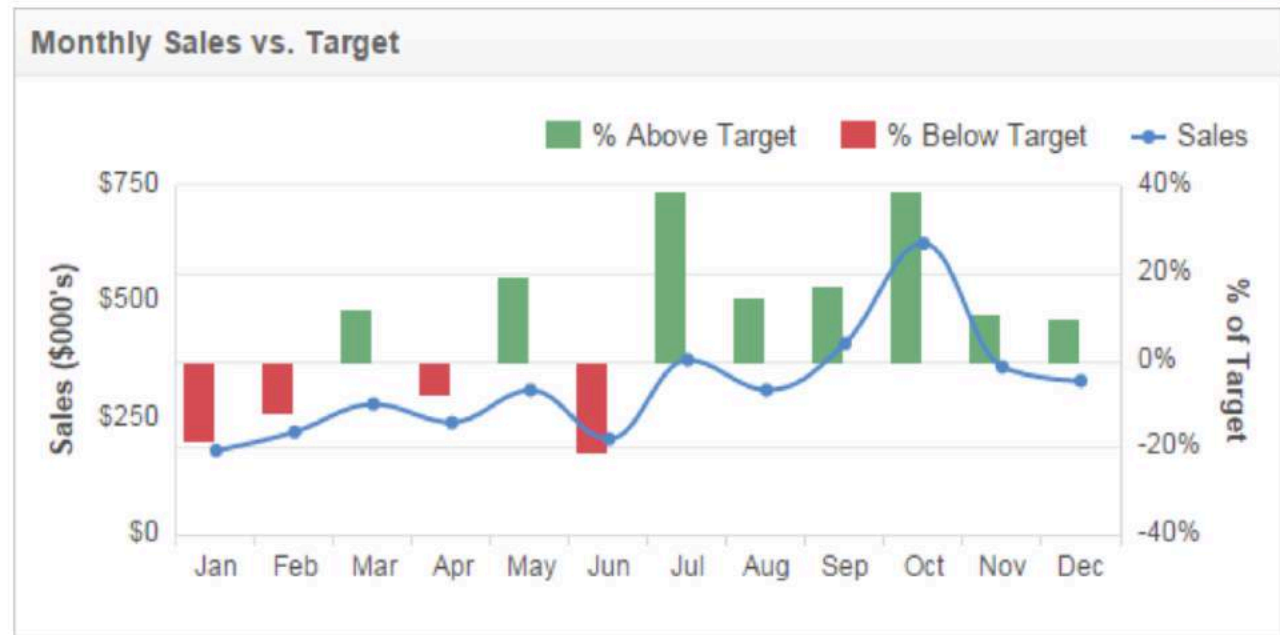 Monthly Sales vs. Target
% Above Target % Below Target Sales
$750 40%
20%
$500
0%
$250
-20%
$0 -40%
Sales ($000's)
% of Target
Jan Feb Mar Apr May Jun Jul Aug Sep Oct Nov Dec